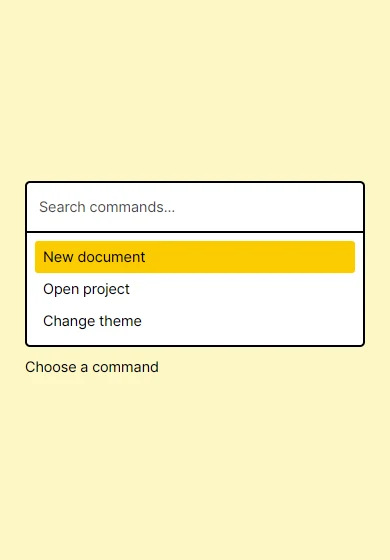 Search commands...
New document
Open project
Change theme
Choose a command